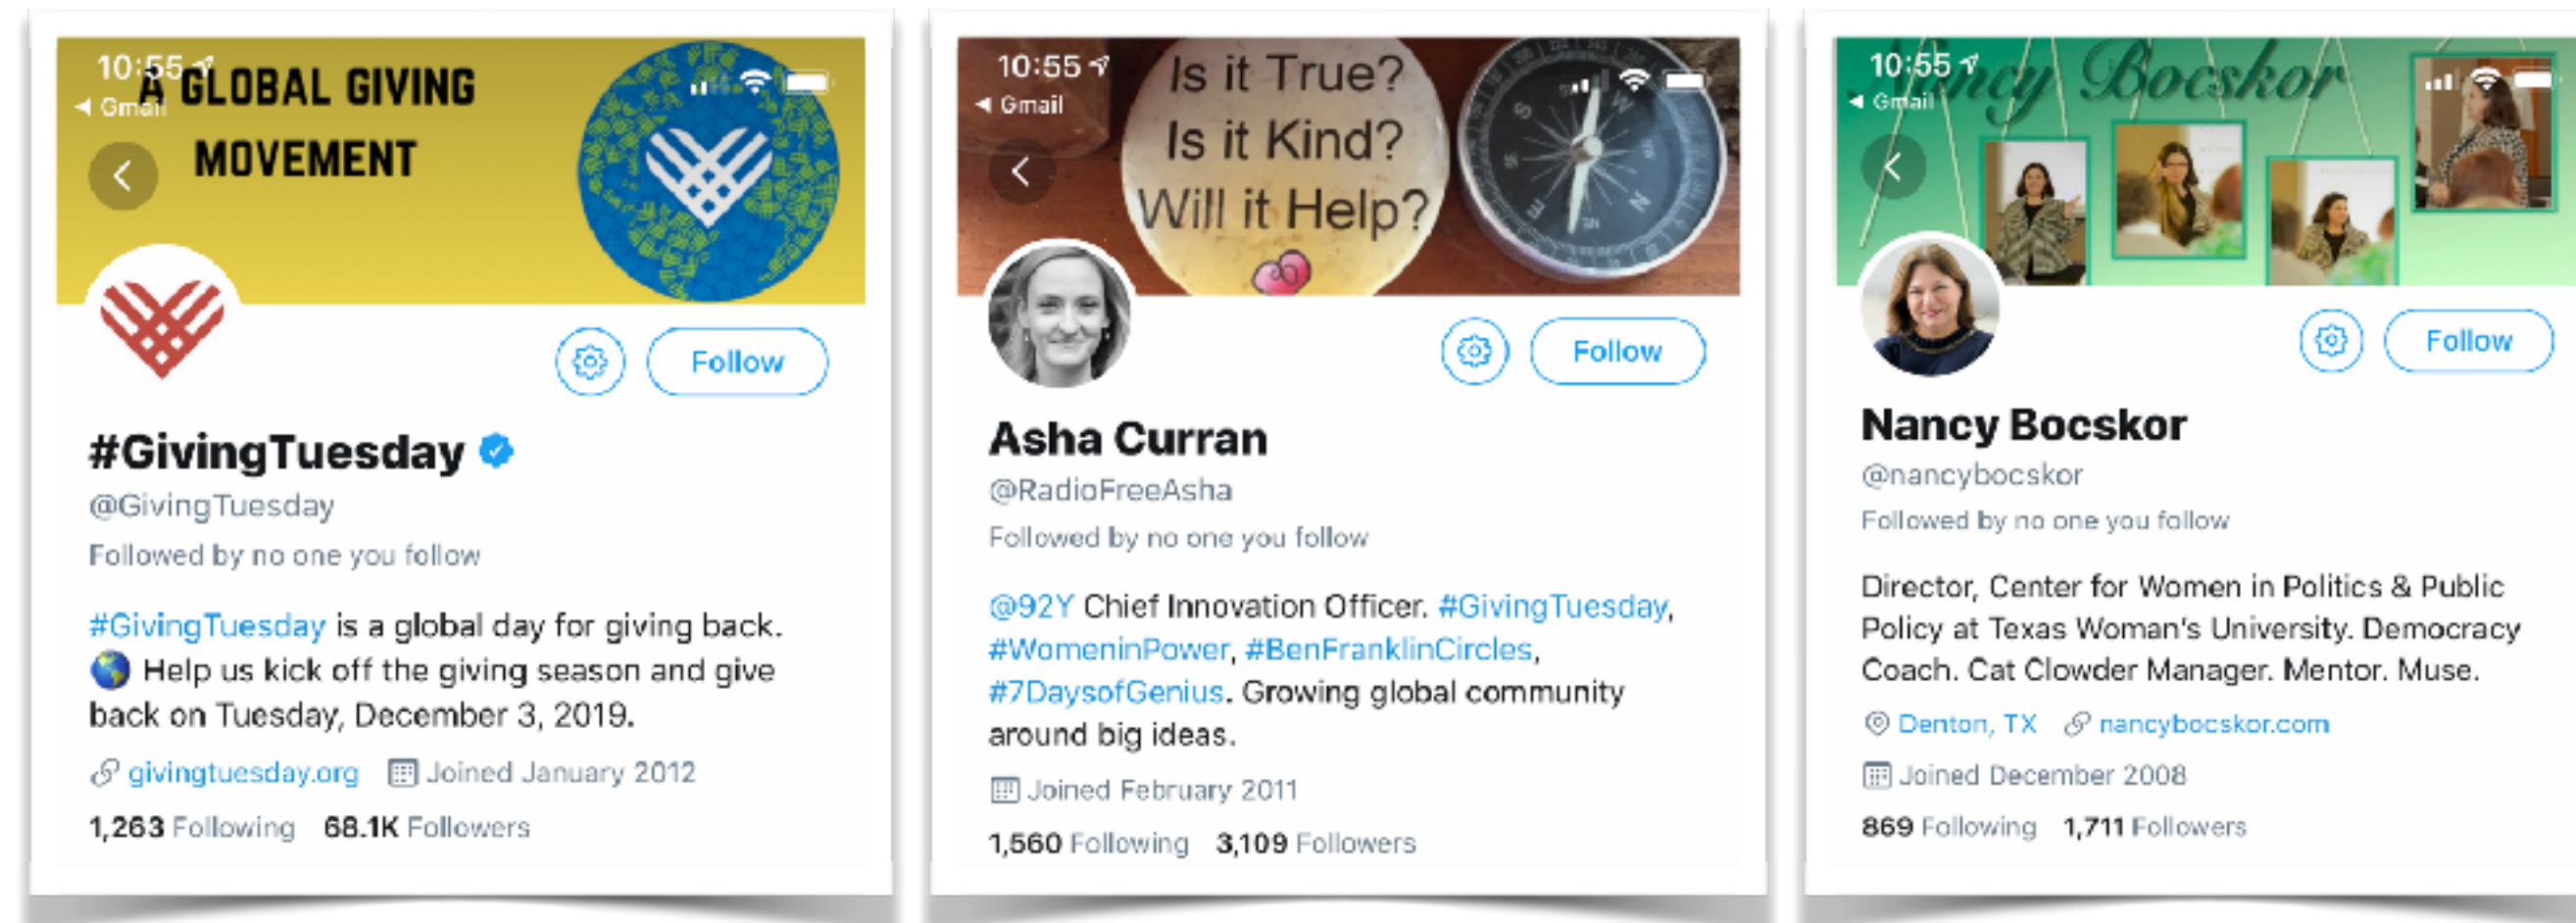 10:55
Gmail
A GLOBAL GIVING
MOVEMENT
Follow
#GivingTuesday
@GivingTuesday
Followed by no one you follow
#GivingTuesday is a global day for giving back.
🌎 Help us kick off the giving season and give
back on Tuesday, December 3, 2019.
givingtuesday.org Joined January 2012
1,263 Following 68.1K Followers
10:55
Gmail
Is it True?
Is it Kind?
Will it Help?
S W N E
Follow
Asha Curran
@RadioFreeAsha
Followed by no one you follow
@92Y Chief Innovation Officer. #GivingTuesday,
#WomeninPower, #BenFranklinCircles,
#7DaysofGenius. Growing global community
around big ideas.
Joined February 2011
1,560 Following 3,109 Followers
10:55
Gmail
Bocskor
Follow
Nancy Bocskor
@nancybocskor
Followed by no one you follow
Director, Center for Women in Politics & Public
Policy at Texas Woman's University. Democracy
Coach. Cat Clowder Manager. Mentor. Muse.
Denton, TX nancybocskor.com
Joined December 2008
869 Following 1,711 Followers